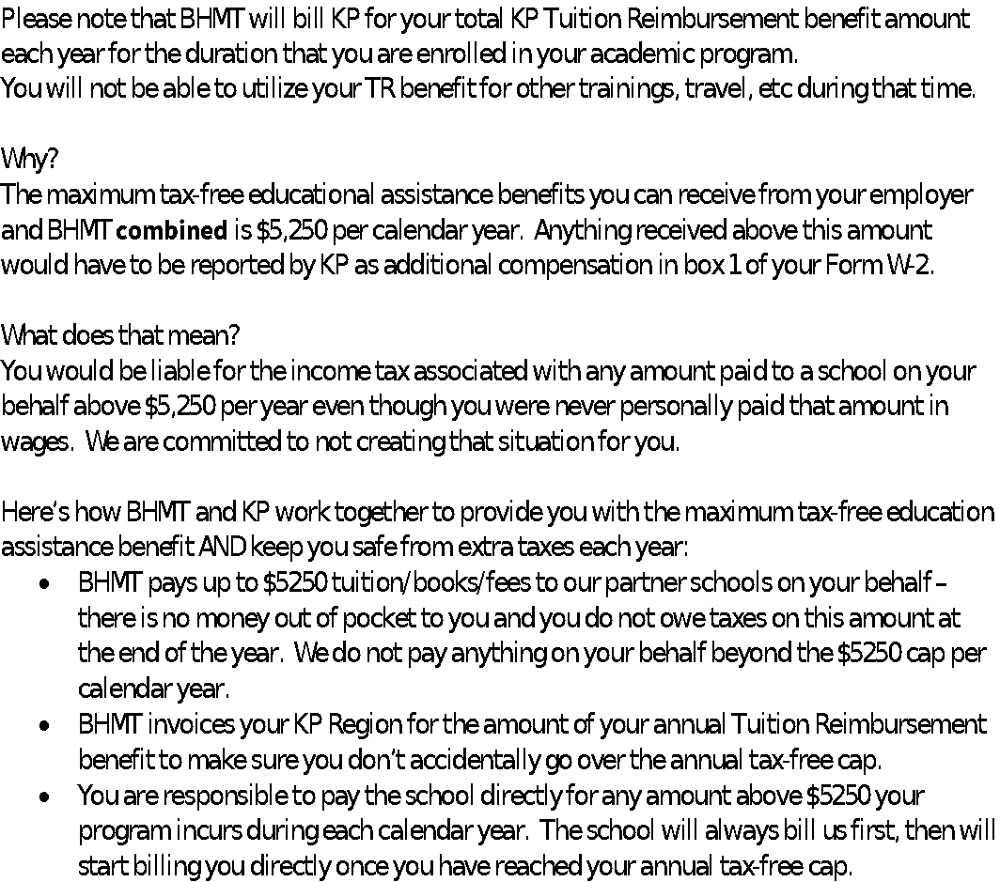 Please note that BHMT will bill KP for your total KP Tuition Reimbursement benefit amount
each year for the duration that you are enrolled in your academic program.
You will not be able to utilize your TR benefit for other trainings, travel, etc during that time.

Why?
The maximum tax-free educational assistance benefits you can receive from your employer
and BHMT combined is $5,250 per calendar year.  Anything received above this amount
would have to be reported by KP as additional compensation in box 1 of your Form W-2.

What does that mean?
You would be liable for the income tax associated with any amount paid to a school on your
behalf above $5,250 per year even though you were never personally paid that amount in
wages.  We are committed to not creating that situation for you.

Here’s how BHMT and KP work together to provide you with the maximum tax-free education
assistance benefit AND keep you safe from extra taxes each year:
• BHMT pays up to $5250 tuition/books/fees to our partner schools on your behalf –
there is no money out of pocket to you and you do not owe taxes on this amount at
the end of the year.  We do not pay anything on your behalf beyond the $5250 cap per
calendar year.
• BHMT invoices your KP Region for the amount of your annual Tuition Reimbursement
benefit to make sure you don’t accidentally go over the annual tax-free cap.
• You are responsible to pay the school directly for any amount above $5250 your
program incurs during each calendar year.  The school will always bill us first, then will
start billing you directly once you have reached your annual tax-free cap.